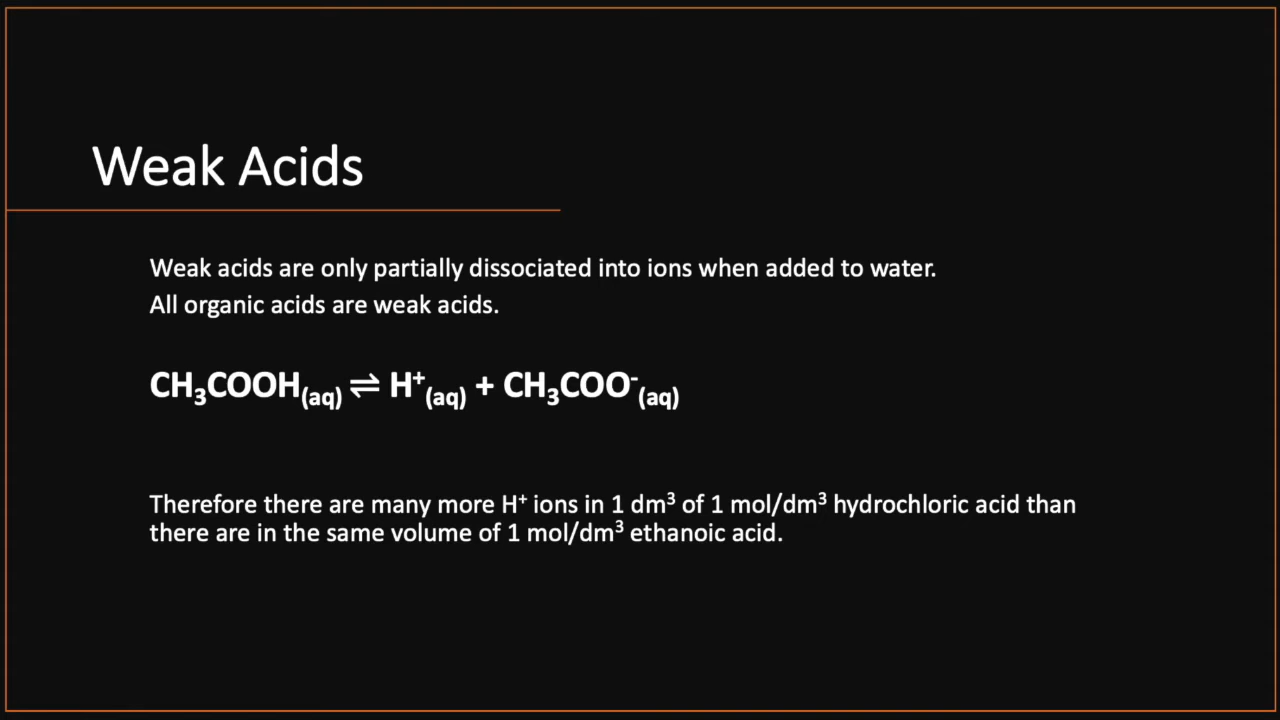 Weak Acids
Weak acids are only partially dissociated into ions when added to water.
All organic acids are weak acids.
CH₃COOH₍aq₎ ⇌ H⁺₍aq₎ + CH₃COO⁻₍aq₎
Therefore there are many more H⁺ ions in 1 dm³ of 1 mol/dm³ hydrochloric acid than
there are in the same volume of 1 mol/dm³ ethanoic acid.